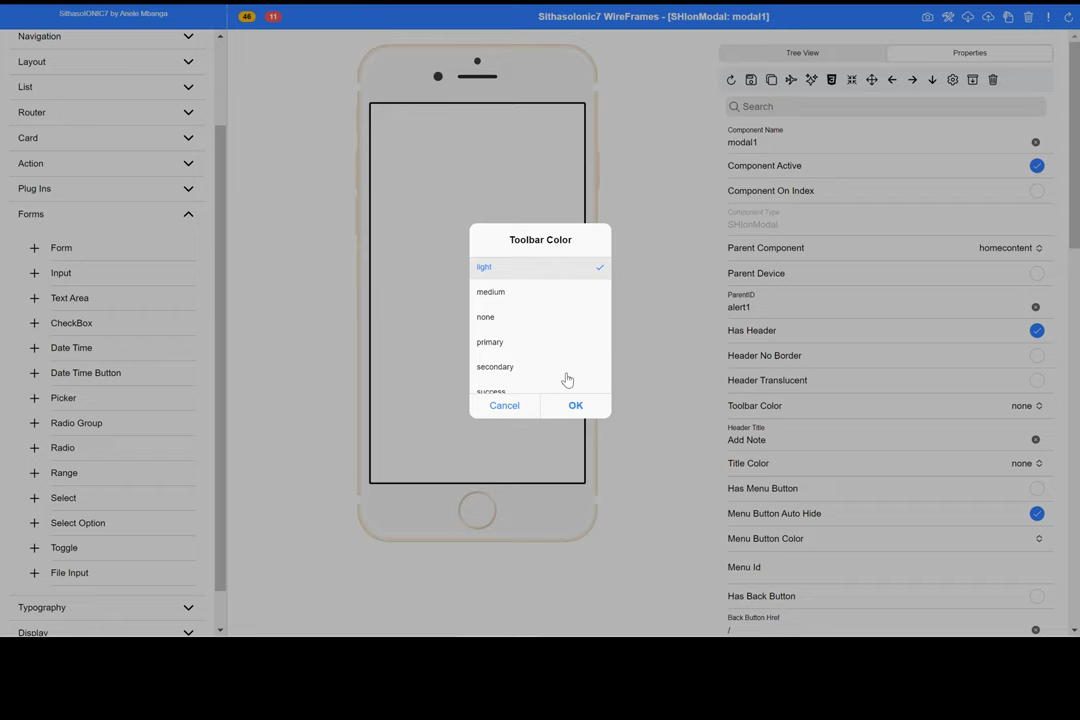 SithasoIONIC7 by Anele Mbanga
46
11
SithasoIonic7 WireFrames - [SHIonModal: modal1]
Navigation
Layout
List
Router
Card
Action
Plug Ins
Forms
Form
Input
Text Area
CheckBox
Date Time
Date Time Button
Picker
Radio Group
Radio
Range
Select
Select Option
Toggle
File Input
Typography
Display
Toolbar Color
light
medium
none
primary
secondary
success
Cancel
OK
Tree View
Properties
Search
Component Name
modal1
Component Active
Component On Index
Component Type
SHIonModal
Parent Component
homecontent
Parent Device
ParentID
alert1
Has Header
Header No Border
Header Translucent
Toolbar Color
none
Header Title
Add Note
Title Color
none
Has Menu Button
Menu Button Auto Hide
Menu Button Color
Menu Id
Has Back Button
Back Button Href
/